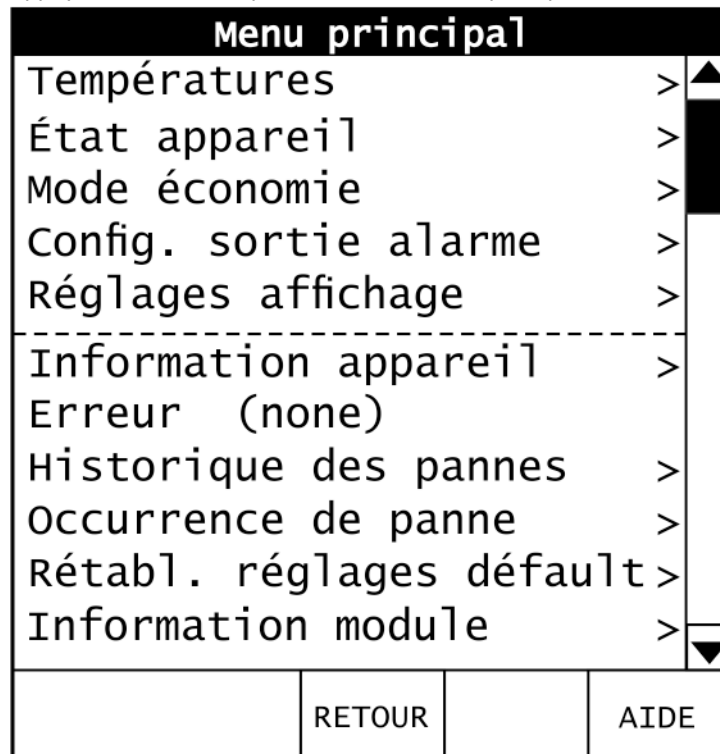 Menu principal
Températures >
État appareil >
Mode économie >
Config. sortie alarme >
Réglages affichage >
Information appareil >
Erreur (none)
Historique des pannes >
Occurrence de panne >
Rétabl. réglages défault >
Information module >
RETOUR AIDE